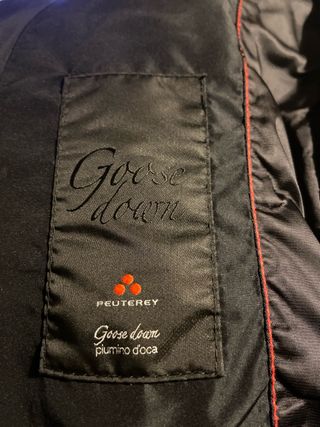 Goose
down
PEUTEREY
Goose down
piumino d'oca